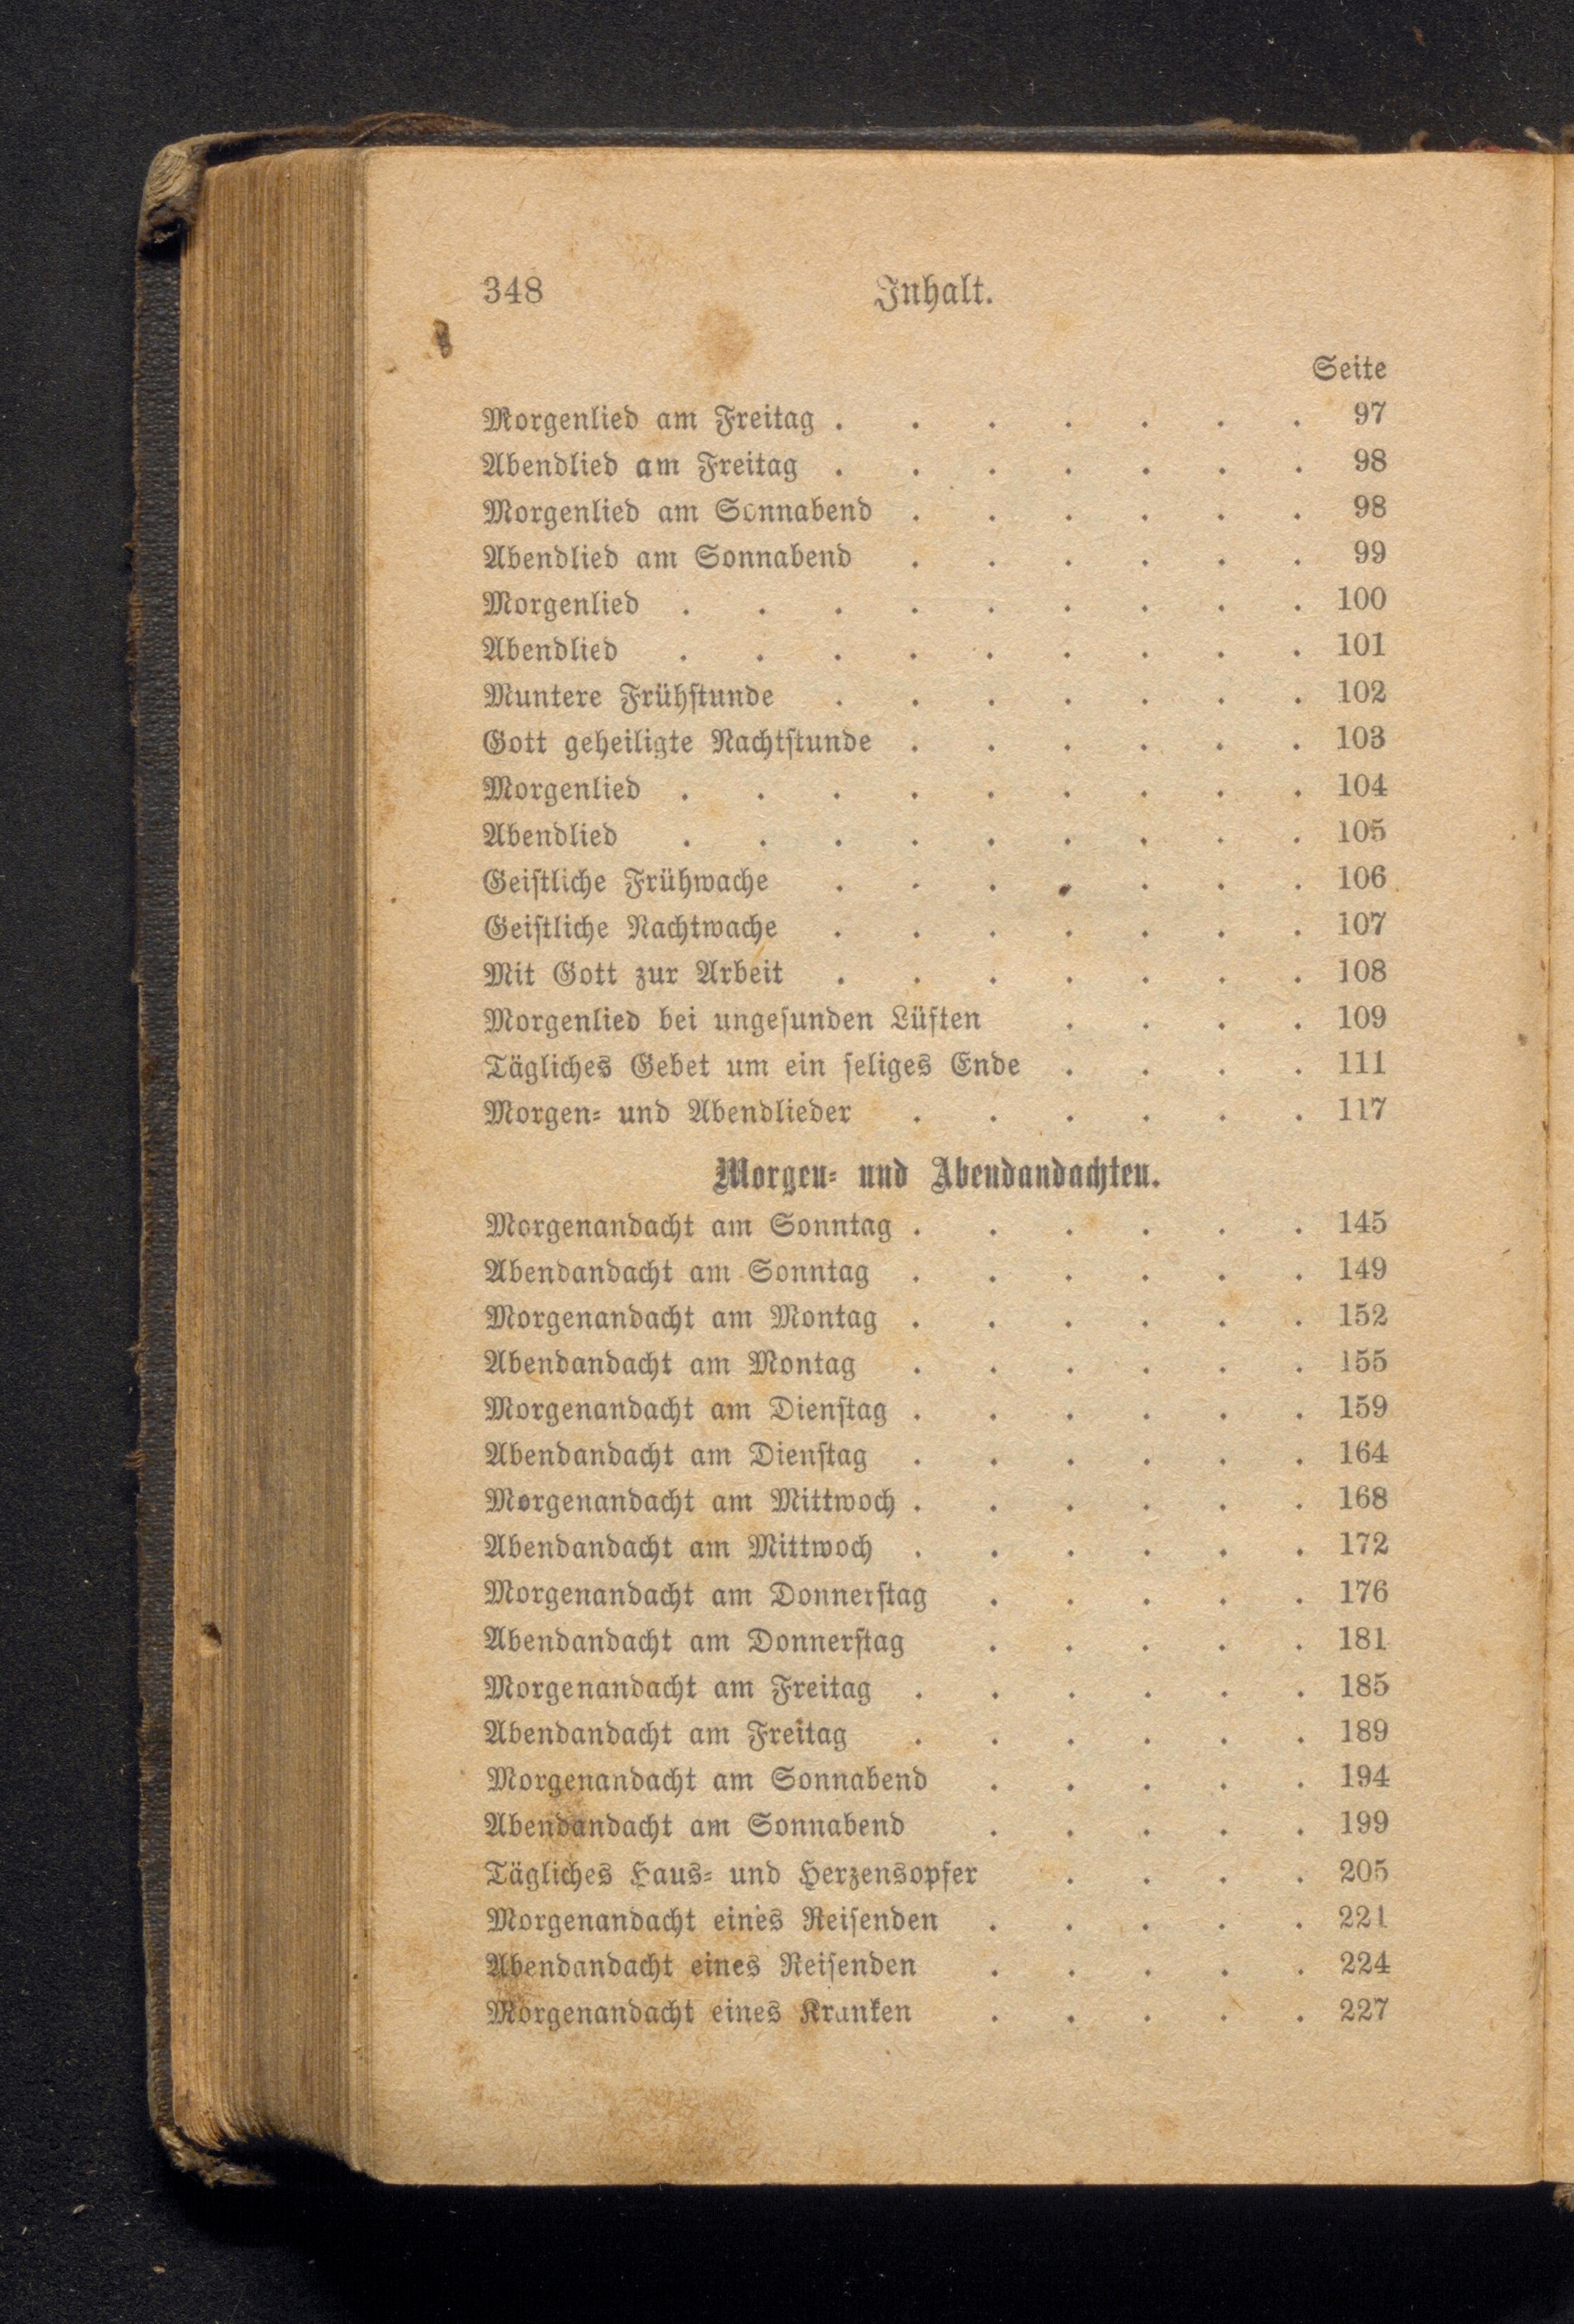 348 Inhalt.
Seite
Morgenlied am Freitag . . . . . . . 97
Abendlied am Freitag . . . . . . . 98
Morgenlied am Sonnabend . . . . . . 98
Abendlied am Sonnabend . . . . . . 99
Morgenlied . . . . . . . . . 100
Abendlied . . . . . . . . . 101
Muntere Frühstunde . . . . . . . 102
Gott geheiligte Nachtstunde . . . . . . 103
Morgenlied . . . . . . . . . 104
Abendlied . . . . . . . . . 105
Geistliche Frühwache . . . . . . . 106
Geistliche Nachtwache . . . . . . . 107
Mit Gott zur Arbeit . . . . . . . 108
Morgenlied bei ungesunden Lüften . . . . 109
Tägliches Gebet um ein seliges Ende . . . . 111
Morgen- und Abendlieder . . . . . . 117
Morgen- und Abendandachten.
Morgenandacht am Sonntag . . . . . . 145
Abendandacht am Sonntag . . . . . . 149
Morgenandacht am Montag . . . . . . 152
Abendandacht am Montag . . . . . . 155
Morgenandacht am Dienstag . . . . . . 159
Abendandacht am Dienstag . . . . . . 164
Morgenandacht am Mittwoch . . . . . . 168
Abendandacht am Mittwoch . . . . . . 172
Morgenandacht am Donnerstag . . . . . 176
Abendandacht am Donnerstag . . . . . 181
Morgenandacht am Freitag . . . . . . 185
Abendandacht am Freitag . . . . . . 189
Morgenandacht am Sonnabend . . . . . 194
Abendandacht am Sonnabend . . . . . 199
Tägliches Haus- und Herzensopfer . . . . 205
Morgenandacht eines Reisenden . . . . . 221
Abendandacht eines Reisenden . . . . . 224
Morgenandacht eines Kranken . . . . . 227